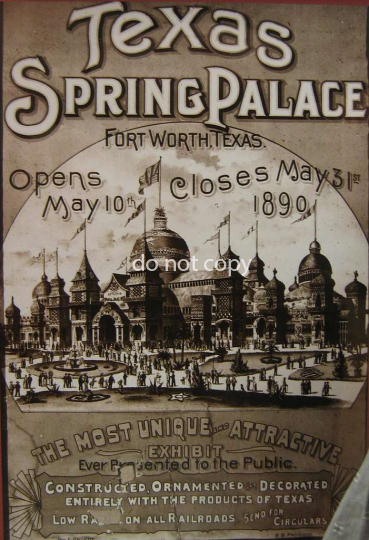 Texas
SPRING PALACE
FORT WORTH, TEXAS.
Opens May 10th
Closes May 31st 1890
do not copy
THE MOST UNIQUE AND ATTRACTIVE
EXHIBIT
Ever Presented to the Public.
CONSTRUCTED, ORNAMENTED & DECORATED
ENTIRELY WITH THE PRODUCTS OF TEXAS
LOW ON ALL RAILROADS SEND FOR CIRCULARS